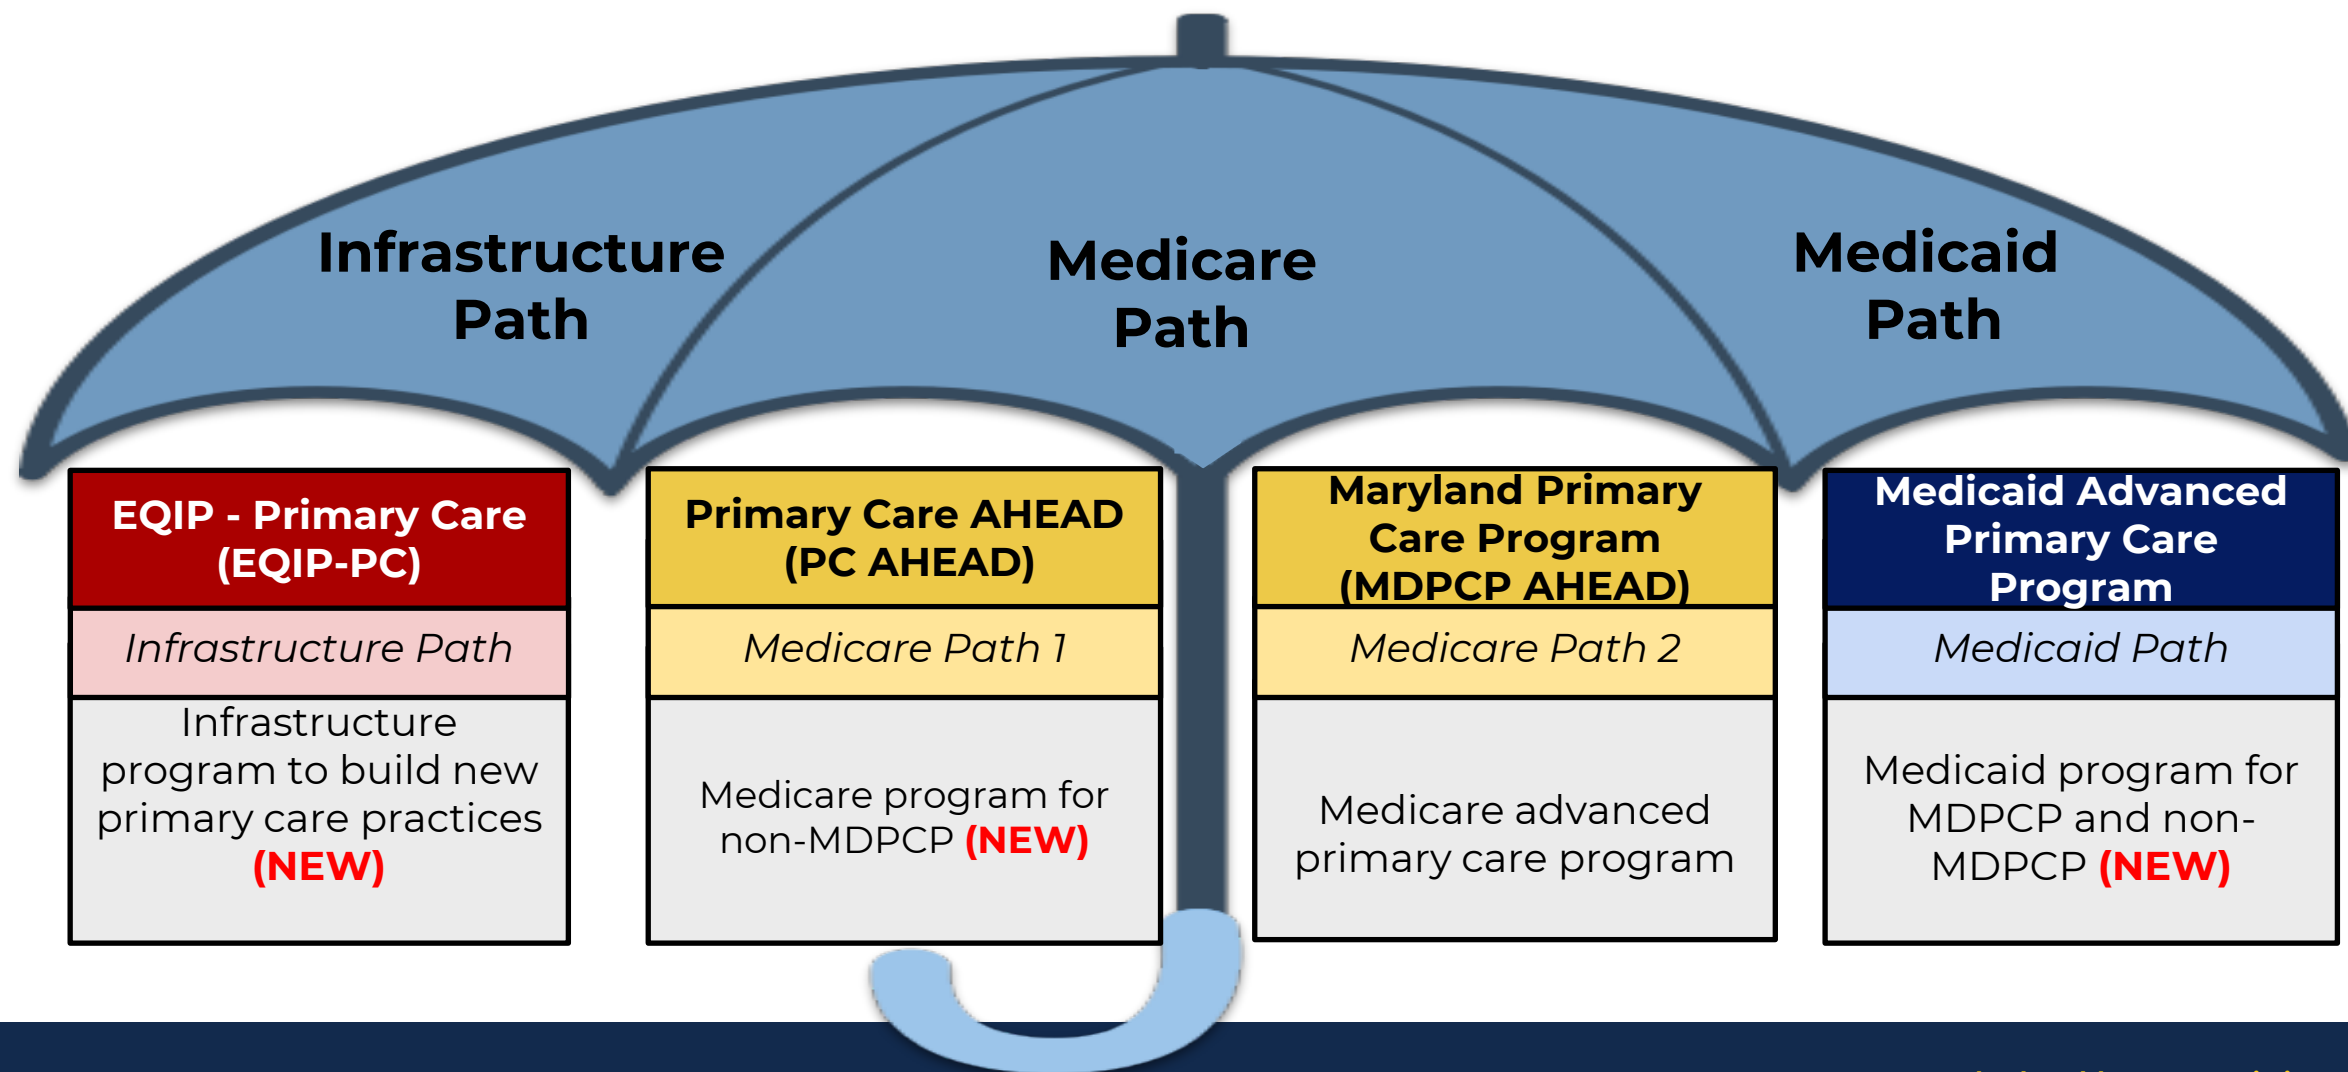 Infrastructure
Path
Medicare
Path
Medicaid
Path
EQIP - Primary Care
(EQIP-PC)
Infrastructure Path
Infrastructure
program to build new
primary care practices
(NEW)
Primary Care AHEAD
(PC AHEAD)
Medicare Path 1
Medicare program for
non-MDPCP (NEW)
Maryland Primary
Care Program
(MDPCP AHEAD)
Medicare Path 2
Medicare advanced
primary care program
Medicaid Advanced
Primary Care
Program
Medicaid Path
Medicaid program for
MDPCP and non-
MDPCP (NEW)